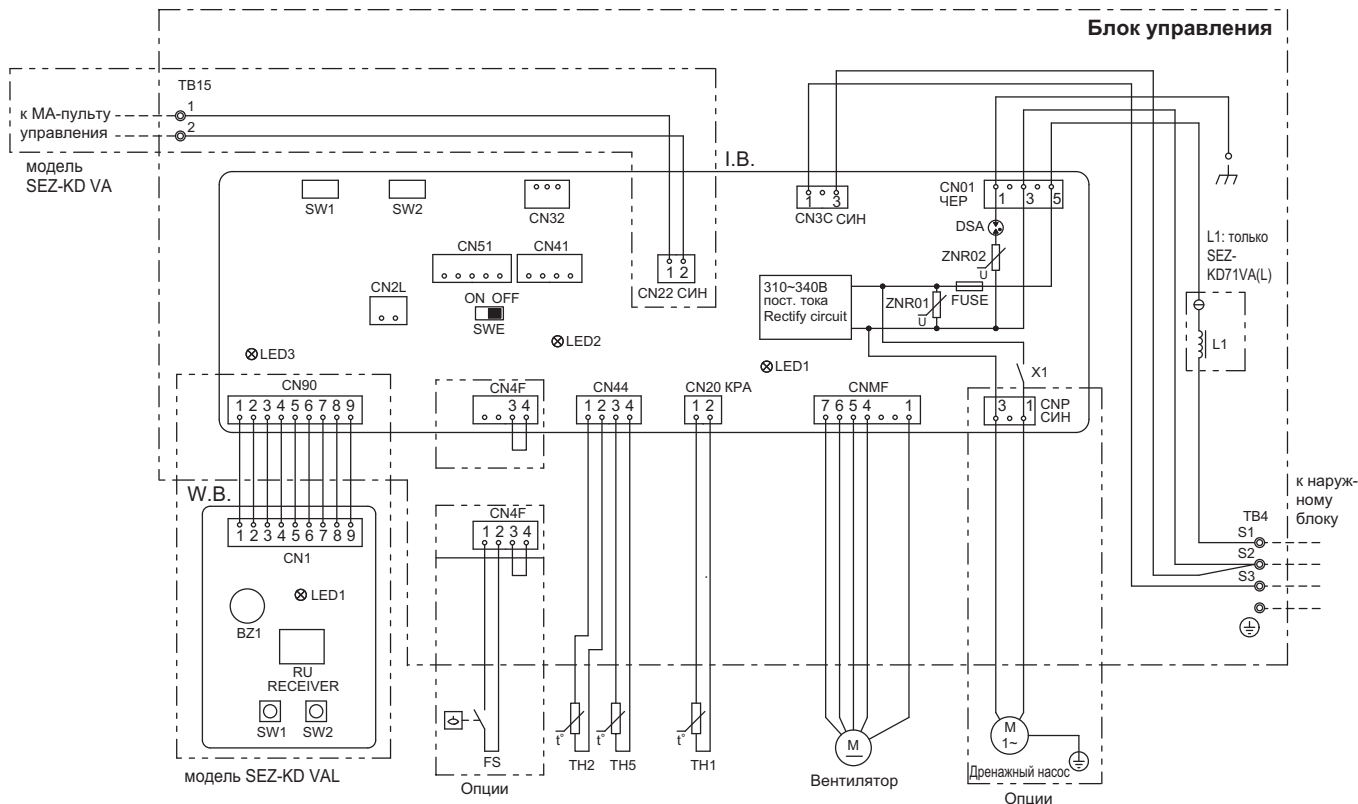 Блок управления
TB15
1
2
к МА-пульту
управления
модель
SEZ-KD VA
I.B.
SW1
SW2
CN32
1 3
CN3C СИН
CN01
ЧЕР
1 3 5
DSA
ZNR02
U
L1: только
SEZ-
KD71VA(L)
CN51
CN41
1 2
CN22 СИН
CN2L
ON OFF
SWE
310~340В
пост. тока
Rectify circuit
ZNR01
U
FUSE
L1
LED3
LED2
LED1
X1
CN90
1 2 3 4 5 6 7 8 9
CN4F
3 4
CN44
1 2 3 4
CN20 КРА
1 2
CNMF
7 6 5 4 1
3 1
CNP
СИН
W.B.
CN1
1 2 3 4 5 6 7 8 9
CN4F
1 2 3 4
к наруж-
ному
блоку
TB4
S1
S2
S3
LED1
BZ1
RU
RECEIVER
SW1
SW2
модель SEZ-KD VAL
FS
Опции
t°
TH2
t°
TH5
t°
TH1
M
Вентилятор
M
1~
Дренажный насос
Опции